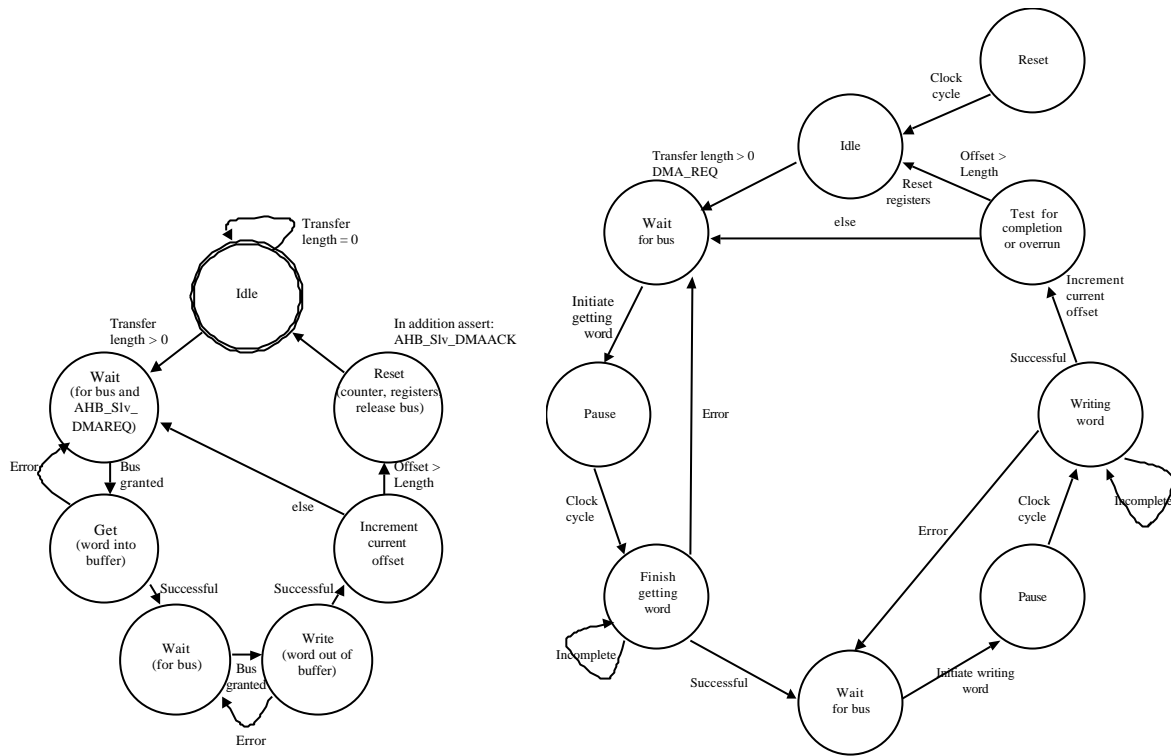 Transfer
length = 0
Idle
Transfer
length > 0
In addition assert:
AHB_Slv_DMAACK
Wait
(for bus and
AHB_Slv_
DMAREQ)
Reset
(counter, registers
release bus)
Error
Bus
granted
Offset >
Length
else
Get
(word into
buffer)
Increment
current
offset
Successful
Successful
Wait
(for bus)
Bus
granted
Write
(word out of
buffer)
Error
Reset
Clock
cycle
Idle
Transfer length > 0
DMA_REQ
Offset >
Length
Reset
registers
Wait
for bus
else
Test for
completion
or overrun
Initiate
getting
word
Increment
current
offset
Successful
Pause
Error
Writing
word
Incomplete
Clock
cycle
Clock
cycle
Error
Finish
getting
word
Pause
Incomplete
Successful
Wait
for bus
Initiate writing
word